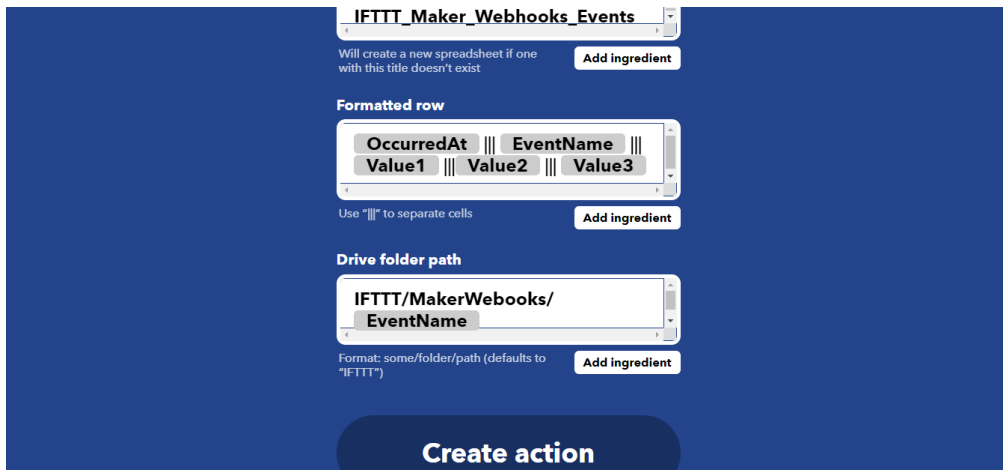 IFTTT_Maker_Webhooks_Events
Will create a new spreadsheet if one
with this title doesn't exist
Add ingredient
Formatted row
OccurredAt ||| EventName |||
Value1 ||| Value2 ||| Value3
Use "|||" to separate cells
Add ingredient
Drive folder path
IFTTT/MakerWebooks/
EventName
Format: some/folder/path (defaults to
"IFTTT")
Add ingredient
Create action